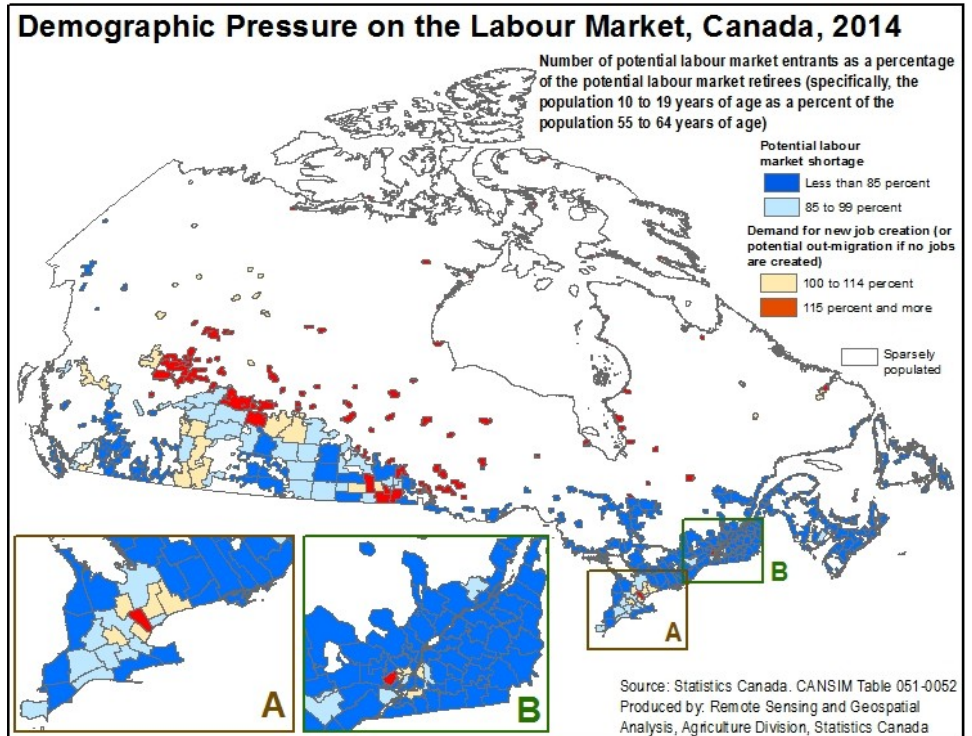 Demographic Pressure on the Labour Market, Canada, 2014
Number of potential labour market entrants as a percentage
of the potential labour market retirees (specifically, the
population 10 to 19 years of age as a percent of the
population 55 to 64 years of age)
Potential labour
market shortage
Less than 85 percent
85 to 99 percent
Demand for new job creation (or
potential out-migration if no jobs
are created)
100 to 114 percent
115 percent and more
Sparsely
populated
B
A
A
B
Source: Statistics Canada. CANSIM Table 051-0052
Produced by: Remote Sensing and Geospatial
Analysis, Agriculture Division, Statistics Canada